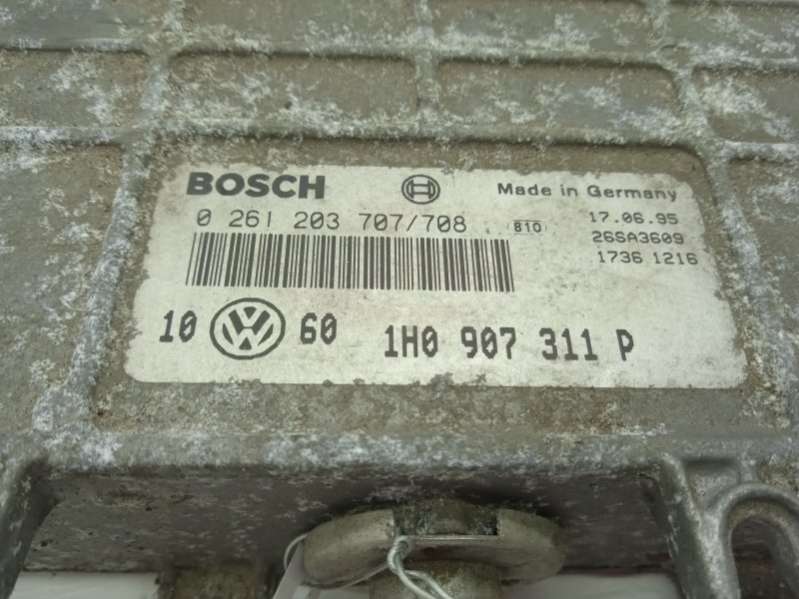 BOSCH Made in Germany
0 261 203 707/708 810 17.06.95
26SA3609
1736 1216
10 VW 60 1H0 907 311 P